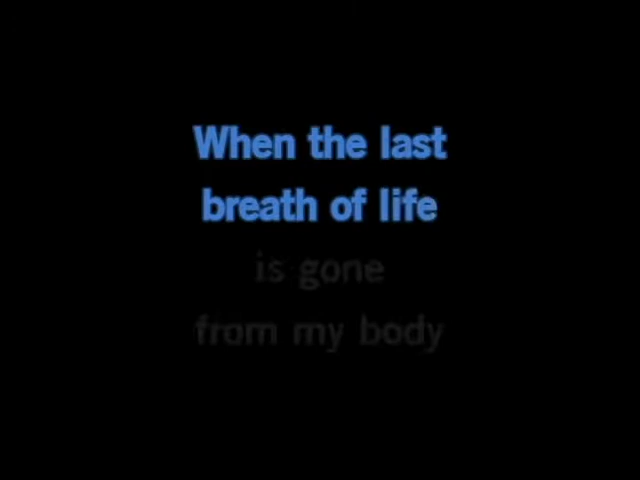 When the last
breath of life
is gone
from my body